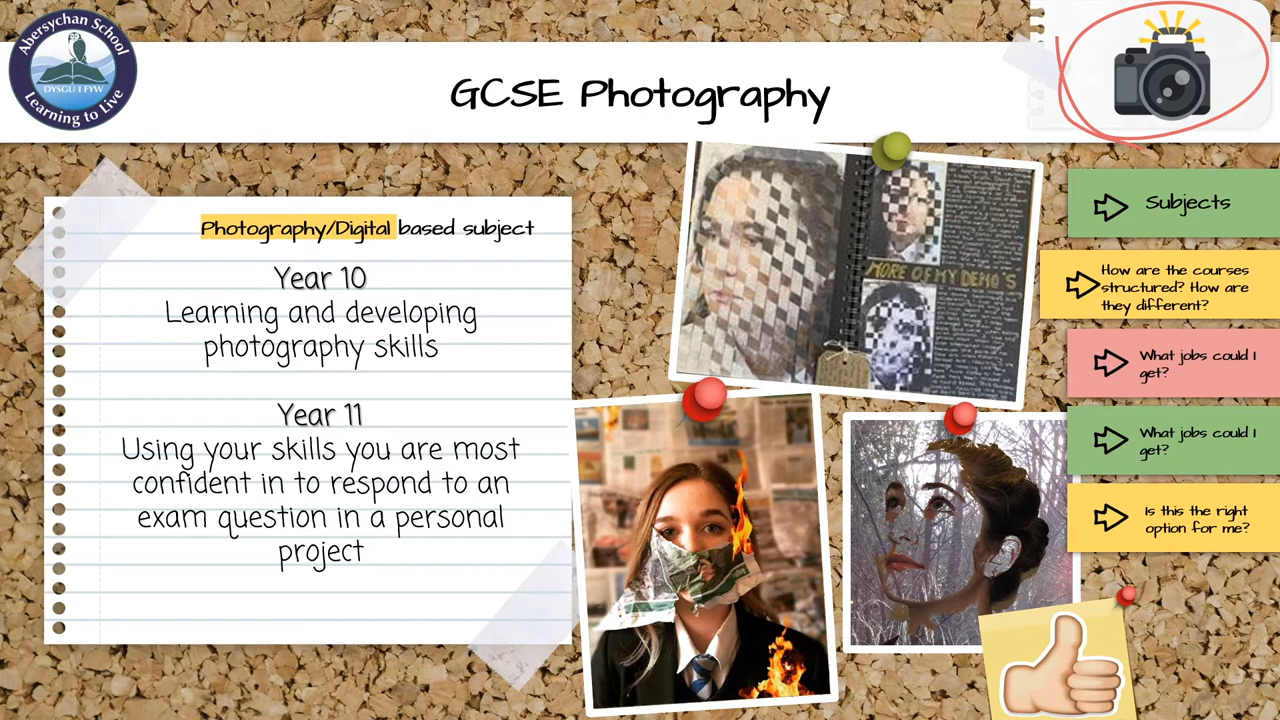 Abersychan School
DYSGU I FYW
Learning to Live
GCSE Photography
Photography/Digital based subject
Year 10
Learning and developing
photography skills
Year 11
Using your skills you are most
confident in to respond to an
exam question in a personal
project
MORE OF MY DEMO'S
Subjects
How are the courses
structured? How are
they different?
What jobs could I
get?
What jobs could I
get?
Is this the right
option for me?